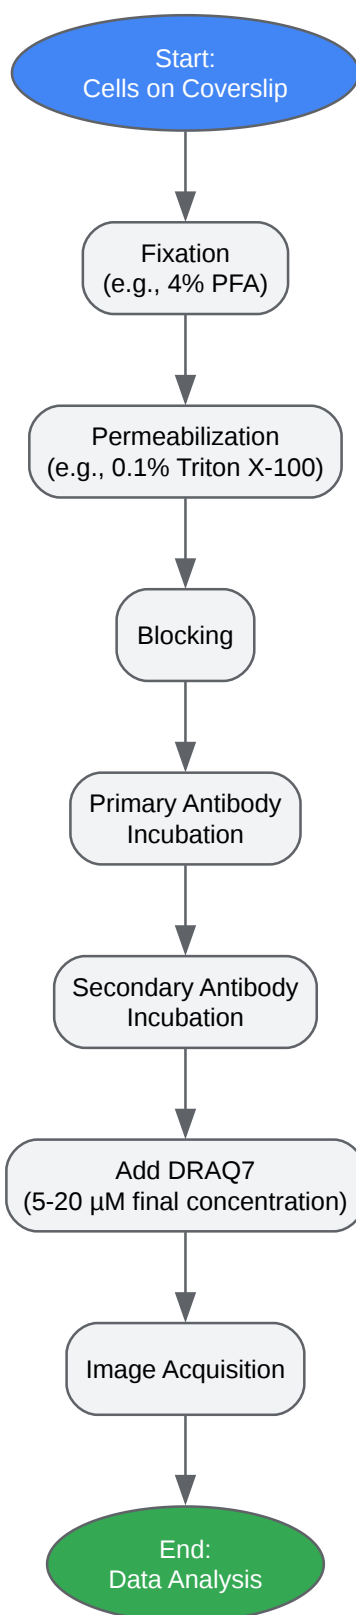 Start:
Cells on Coverslip
Fixation
(e.g., 4% PFA)
Permeabilization
(e.g., 0.1% Triton X-100)
Blocking
Primary Antibody
Incubation
Secondary Antibody
Incubation
Add DRAQ7
(5-20 µM final concentration)
Image Acquisition
End:
Data Analysis